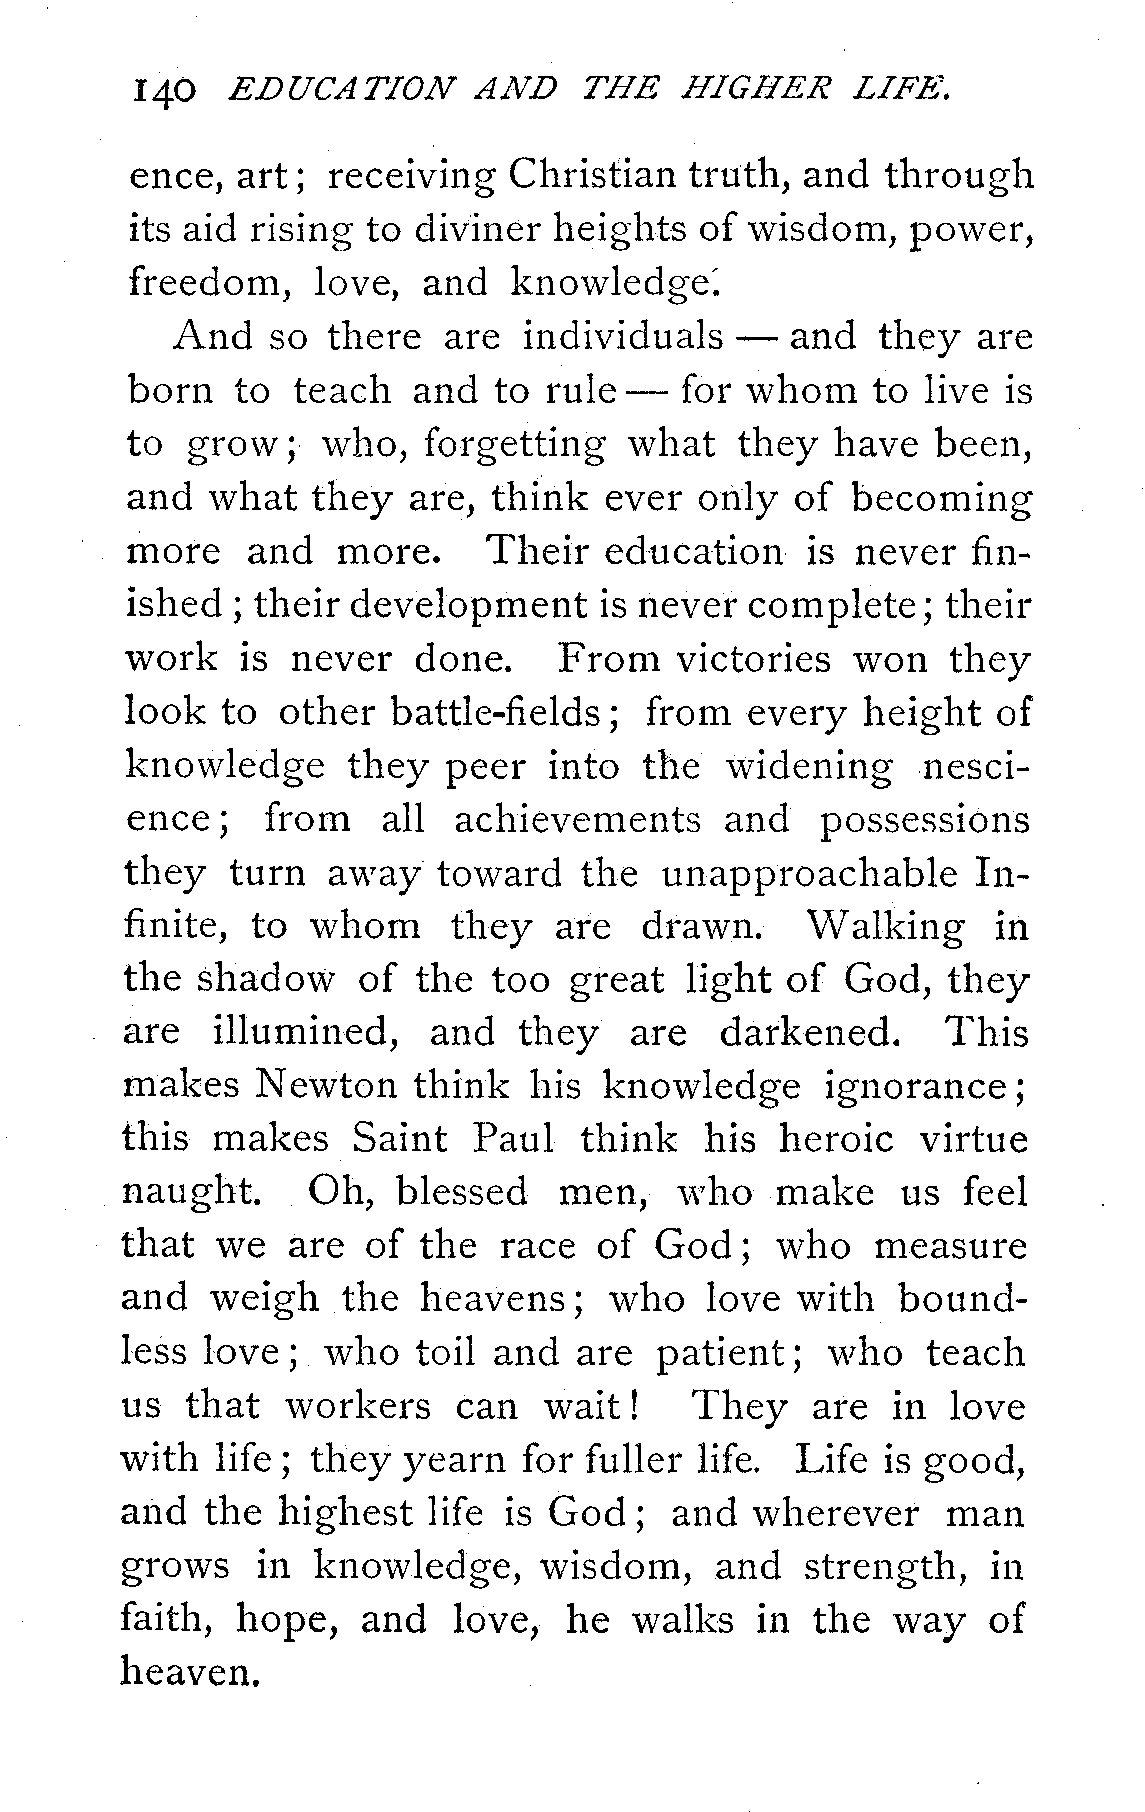 140 EDUCATION AND THE HIGHER LIFE.
ence, art; receiving Christian truth, and through
its aid rising to diviner heights of wisdom, power,
freedom, love, and knowledge.
And so there are individuals — and they are
born to teach and to rule — for whom to live is
to grow; who, forgetting what they have been,
and what they are, think ever only of becoming
more and more. Their education is never fin-
ished; their development is never complete; their
work is never done. From victories won they
look to other battle-fields; from every height of
knowledge they peer into the widening nesci-
ence; from all achievements and possessions
they turn away toward the unapproachable In-
finite, to whom they are drawn. Walking in
the shadow of the too great light of God, they
are illumined, and they are darkened. This
makes Newton think his knowledge ignorance;
this makes Saint Paul think his heroic virtue
naught. Oh, blessed men, who make us feel
that we are of the race of God; who measure
and weigh the heavens; who love with bound-
less love; who toil and are patient; who teach
us that workers can wait! They are in love
with life; they yearn for fuller life. Life is good,
and the highest life is God; and wherever man
grows in knowledge, wisdom, and strength, in
faith, hope, and love, he walks in the way of
heaven.